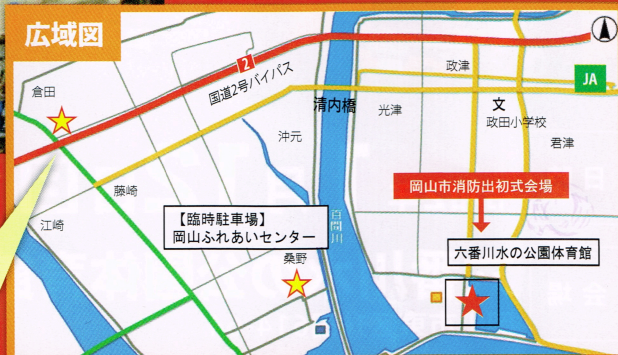 広域図
2
国道2号バイパス
倉田
清内橋
光津
政津
JA
文
政田小学校
君津
沖元
藤崎
江崎
岡山市消防出初式会場
【臨時駐車場】
岡山ふれあいセンター
百間川
桑野
六番川水の公園体育館